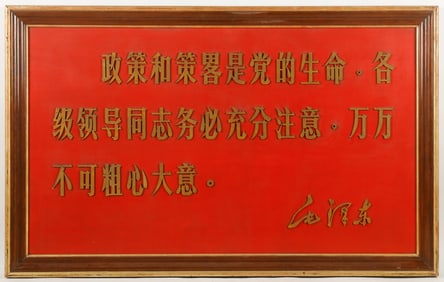 政策和策畧是党的生命。各
级领导同志务必充分注意。万万
不可粗心大意。
毛泽东